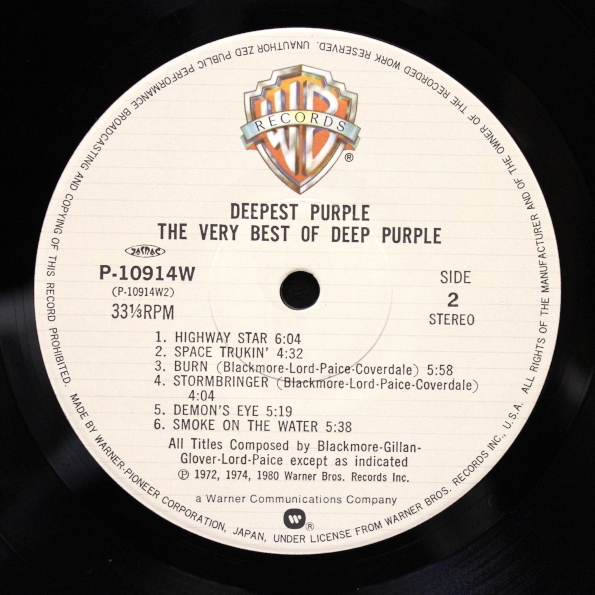 WB
RECORDS
®
DEEPEST PURPLE
THE VERY BEST OF DEEP PURPLE
JASRAC
P-10914W
(P-10914W2)
33⅓RPM
SIDE
2
STEREO
1. HIGHWAY STAR 6:04
2. SPACE TRUKIN' 4:32
3. BURN (Blackmore-Lord-Paice-Coverdale) 5:58
4. STORMBRINGER (Blackmore-Lord-Paice-Coverdale)
4:04
5. DEMON'S EYE 5:19
6. SMOKE ON THE WATER 5:38
All Titles Composed by Blackmore-Gillan-
Glover-Lord-Paice except as indicated
℗ 1972, 1974, 1980 Warner Bros. Records Inc.
a Warner Communications Company
®
MADE BY WARNER-PIONEER CORPORATION, JAPAN, UNDER LICENSE FROM WARNER BROS. RECORDS INC., U.S.A. ALL RIGHTS OF THE MANUFACTURER AND OF THE OWNER OF THE RECORDED WORK RESERVED. UNAUTHORIZED PUBLIC PERFORMANCE BROADCASTING AND COPYING OF THIS RECORD PROHIBITED.